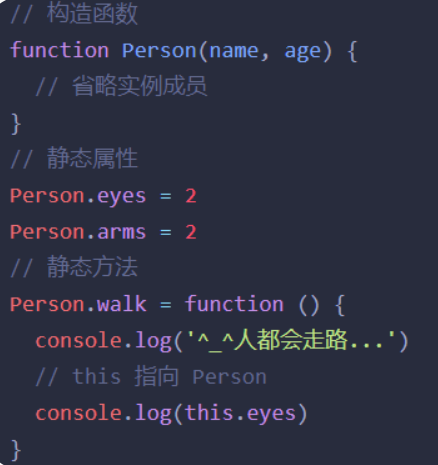 // 构造函数
function Person(name, age) {
  // 省略实例成员
}
// 静态属性
Person.eyes = 2
Person.arms = 2
// 静态方法
Person.walk = function () {
  console.log('^_^人都会走路...')
  // this 指向 Person
  console.log(this.eyes)
}